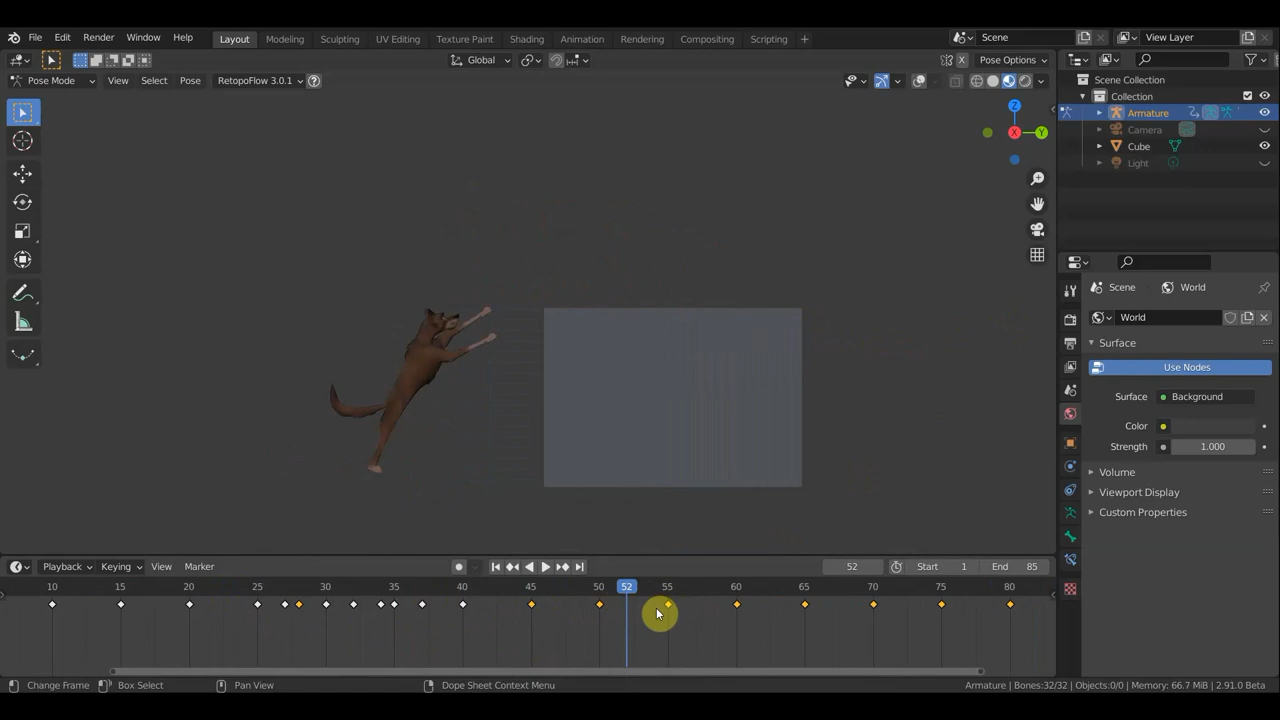 File Edit Render Window Help Layout Modeling Sculpting UV Editing Texture Paint Shading Animation Rendering Compositing Scripting + Scene View Layer
Global X Pose Options
Pose Mode View Select Pose RetopoFlow 3.0.1
Scene Collection
Collection
Armature
Camera
Cube
Light
Z
X
Y
Scene World
World
Surface
Use Nodes
Surface Background
Color
Strength 1.000
Volume
Viewport Display
Custom Properties
Playback Keying View Marker 52 Start 1 End 85
10 15 20 25 30 35 40 45 50 52 55 60 65 70 75 80
Change Frame Box Select Pan View Dope Sheet Context Menu Armature | Bones:32/32 | Objects:0/0 | Memory: 66.7 MiB | 2.91.0 Beta